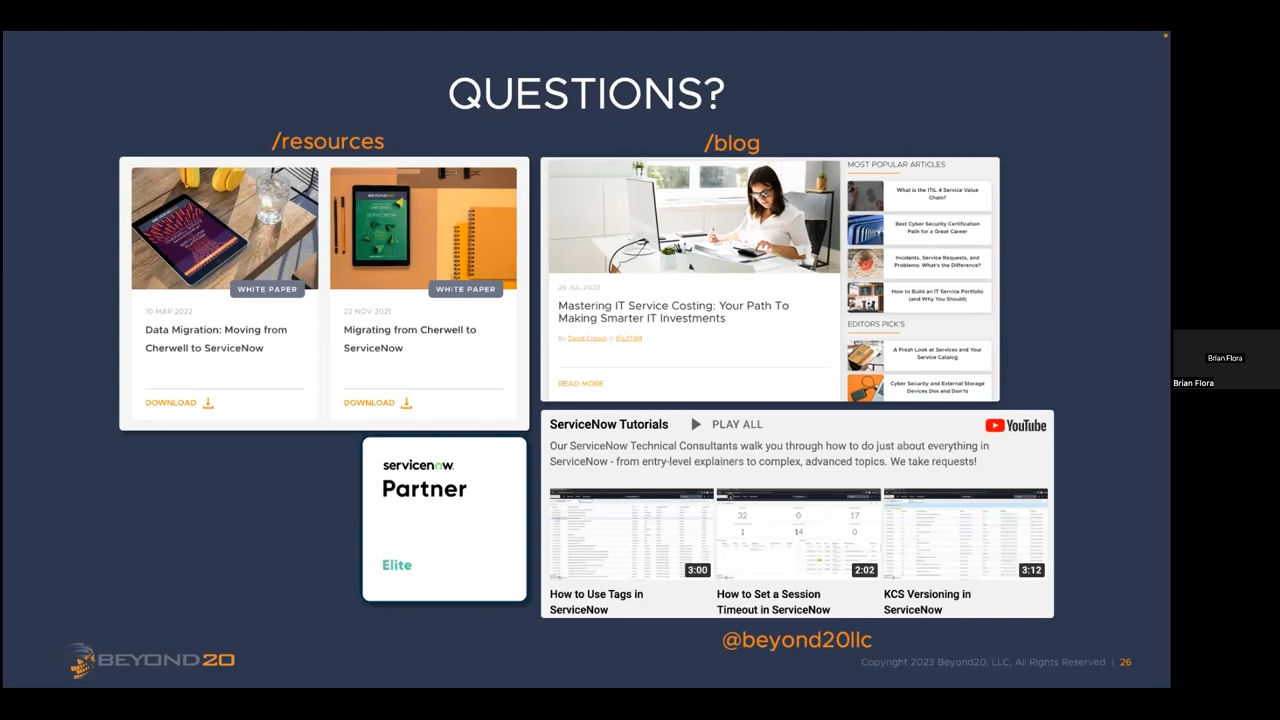 QUESTIONS?
/resources
WHITE PAPER
10 MAR 2022
Data Migration: Moving from
Cherwell to ServiceNow
DOWNLOAD
WHITE PAPER
22 NOV 2021
Migrating from Cherwell to
ServiceNow
DOWNLOAD
/blog
26 JUL 2023
Mastering IT Service Costing: Your Path To
Making Smarter IT Investments
READ MORE
MOST POPULAR ARTICLES
What is the ITIL 4 Service Value
Chain?
Best Cyber Security Certification
Path for a Great Career
Incidents, Service Requests, and
Problems: What's the Difference?
How to Build an IT Service Portfolio
(and Why You Should)
EDITORS PICK'S
A Fresh Look at Services and Your
Service Catalog
Cyber Security and External Storage
Devices Dos and Don'ts
servicenow
Partner
Elite
ServiceNow Tutorials PLAY ALL
YouTube
Our ServiceNow Technical Consultants walk you through how to do just about everything in
ServiceNow - from entry-level explainers to complex, advanced topics. We take requests!
32 0 17
1 14 0
3:00
2:02
3:12
How to Use Tags in
ServiceNow
How to Set a Session
Timeout in ServiceNow
KCS Versioning in
ServiceNow
@beyond20llc
BEYOND20
Copyright 2023 Beyond20, LLC, All Rights Reserved | 26
Brian Flora
Brian Flora